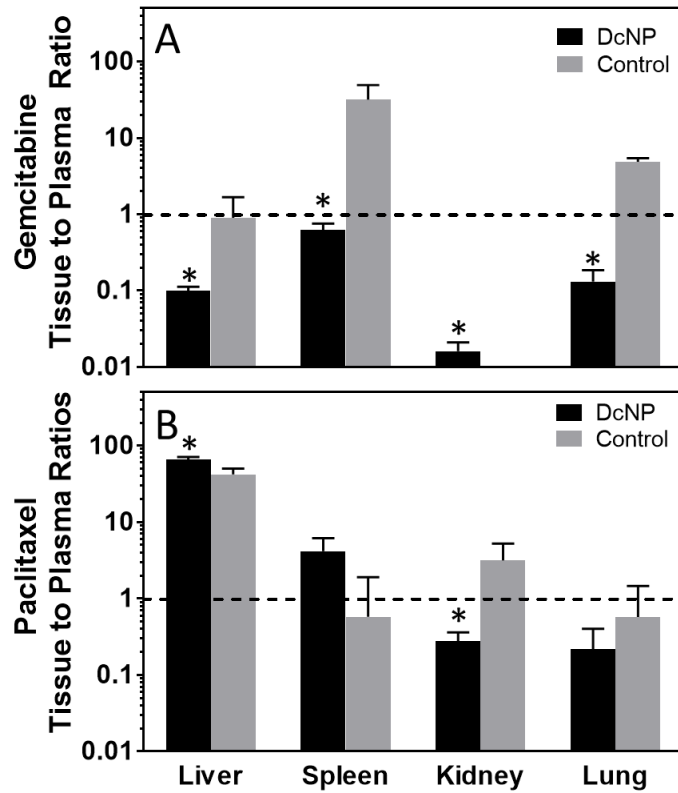 A
DcNP
Control
Gemcitabine
Tissue to Plasma Ratio
100
10
1
0.1
0.01
*
*
*
*
B
DcNP
Control
Paclitaxel
Tissue to Plasma Ratios
100
10
1
0.1
0.01
*
*
Liver Spleen Kidney Lung